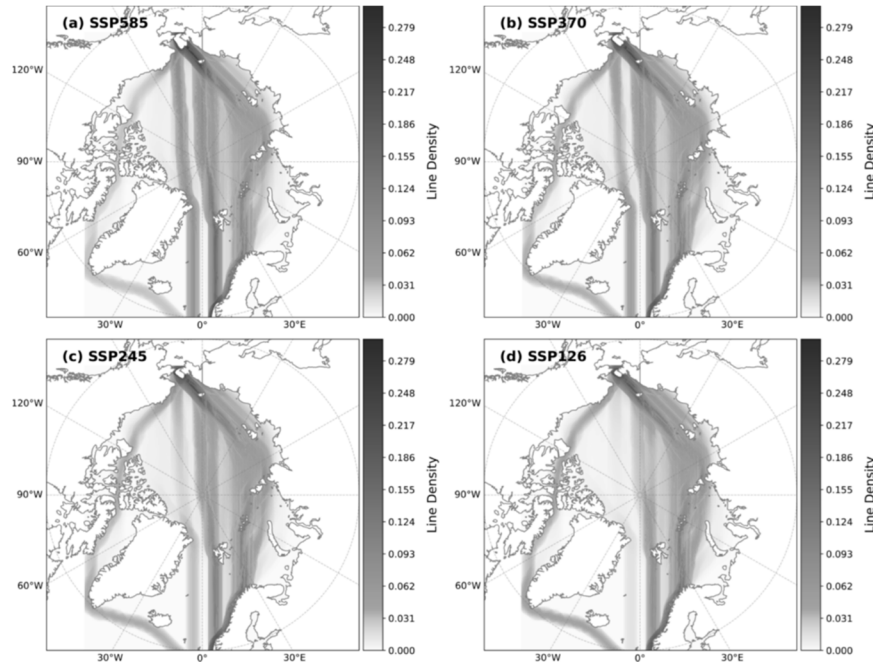 (a) SSP585
120°W
90°W
60°W
30°W
0°
30°E
0.279
0.248
0.217
0.186
0.155
0.124
0.093
0.062
0.031
0.000
Line Density
(b) SSP370
120°W
90°W
60°W
30°W
0°
30°E
0.279
0.248
0.217
0.186
0.155
0.124
0.093
0.062
0.031
0.000
Line Density
(c) SSP245
120°W
90°W
60°W
30°W
0°
30°E
0.279
0.248
0.217
0.186
0.155
0.124
0.093
0.062
0.031
0.000
Line Density
(d) SSP126
120°W
90°W
60°W
30°W
0°
30°E
0.279
0.248
0.217
0.186
0.155
0.124
0.093
0.062
0.031
0.000
Line Density